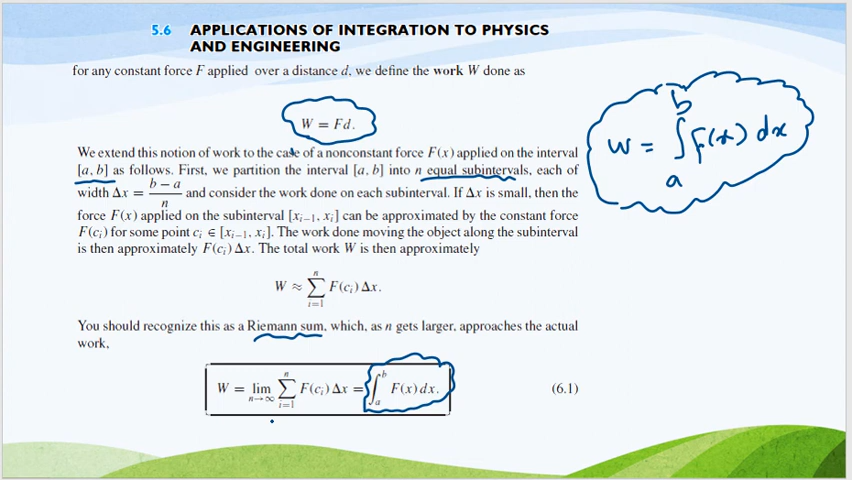 5.6 APPLICATIONS OF INTEGRATION TO PHYSICS
AND ENGINEERING
for any constant force F applied over a distance d, we define the work W done as
W = Fd.
W = ∫_a^b F(x) dx
We extend this notion of work to the case of a nonconstant force F(x) applied on the interval
[a, b] as follows. First, we partition the interval [a, b] into n equal subintervals, each of
width Δx = (b − a)/n and consider the work done on each subinterval. If Δx is small, then the
force F(x) applied on the subinterval [x_{i−1}, x_i] can be approximated by the constant force
F(c_i) for some point c_i ∈ [x_{i−1}, x_i]. The work done moving the object along the subinterval
is then approximately F(c_i) Δx. The total work W is then approximately
W ≈ ∑_{i=1}^n F(c_i) Δx.
You should recognize this as a Riemann sum, which, as n gets larger, approaches the actual
work,
W = lim_{n→∞} ∑_{i=1}^n F(c_i) Δx = ∫_a^b F(x) dx. (6.1)